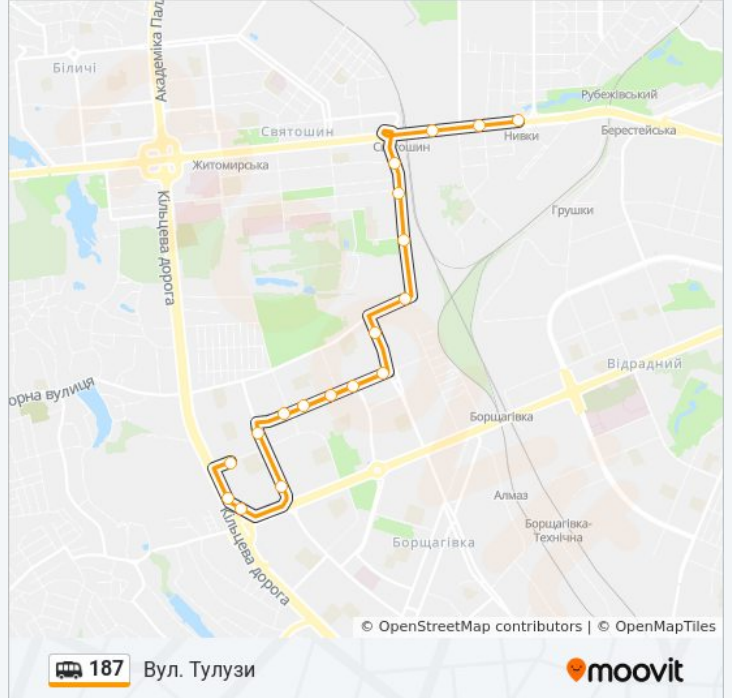 Академіка Пал
Біличі
Рубежівський
Святошин
Берестейська
Нивки
Святошин
Житомирська
Кільцева дорога
Грушки
Відрадний
орна вулиця
Борщагівка
Алмаз
Кільцева дорога
Борщагівка-
Технічна
Борщагівка
© OpenStreetMap contributors | © OpenMapTiles
187 Вул. Тулузи
moovit